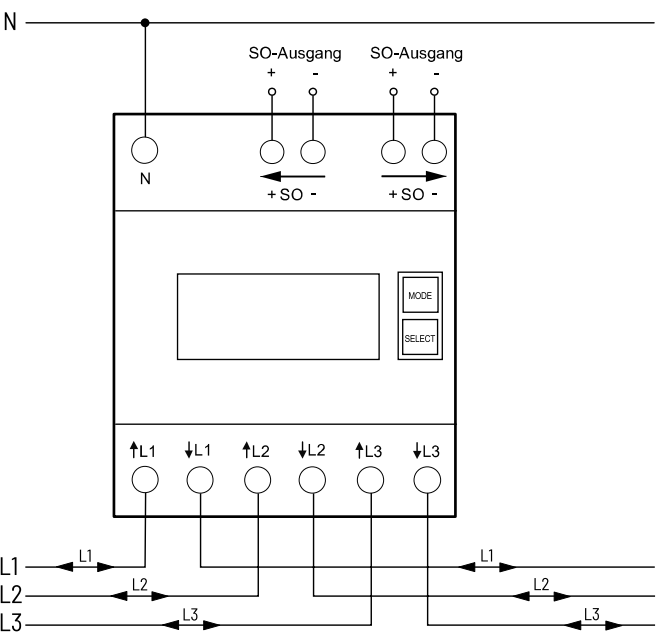 N
SO-Ausgang SO-Ausgang
+ - + -
N
+ SO - + SO -
MODE
SELECT
↑L1 ↓L1 ↑L2 ↓L2 ↑L3 ↓L3
L1 L1 L1
L2 L2 L2
L3 L3 L3